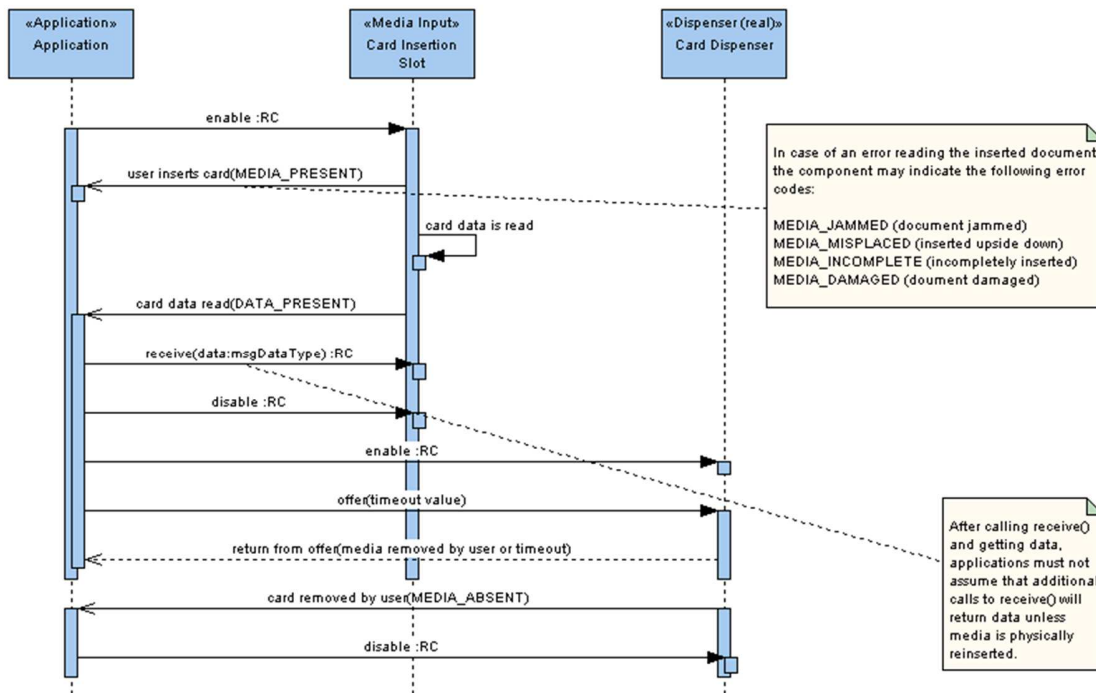 «Application»
Application
«Media Input»
Card Insertion
Slot
«Dispenser (real)»
Card Dispenser
enable :RC
user inserts card(MEDIA_PRESENT)
In case of an error reading the inserted document
the component may indicate the following error
codes:
MEDIA_JAMMED (document jammed)
MEDIA_MISPLACED (inserted upside down)
MEDIA_INCOMPLETE (incompletely inserted)
MEDIA_DAMAGED (doument damaged)
card data is read
card data read(DATA_PRESENT)
receive(data:msgDataType) :RC
disable :RC
enable :RC
offer(timeout value)
return from offer(media removed by user or timeout)
After calling receive()
and getting data,
applications must not
assume that additional
calls to receive() will
return data unless
media is physically
reinserted.
card removed by user(MEDIA_ABSENT)
disable :RC